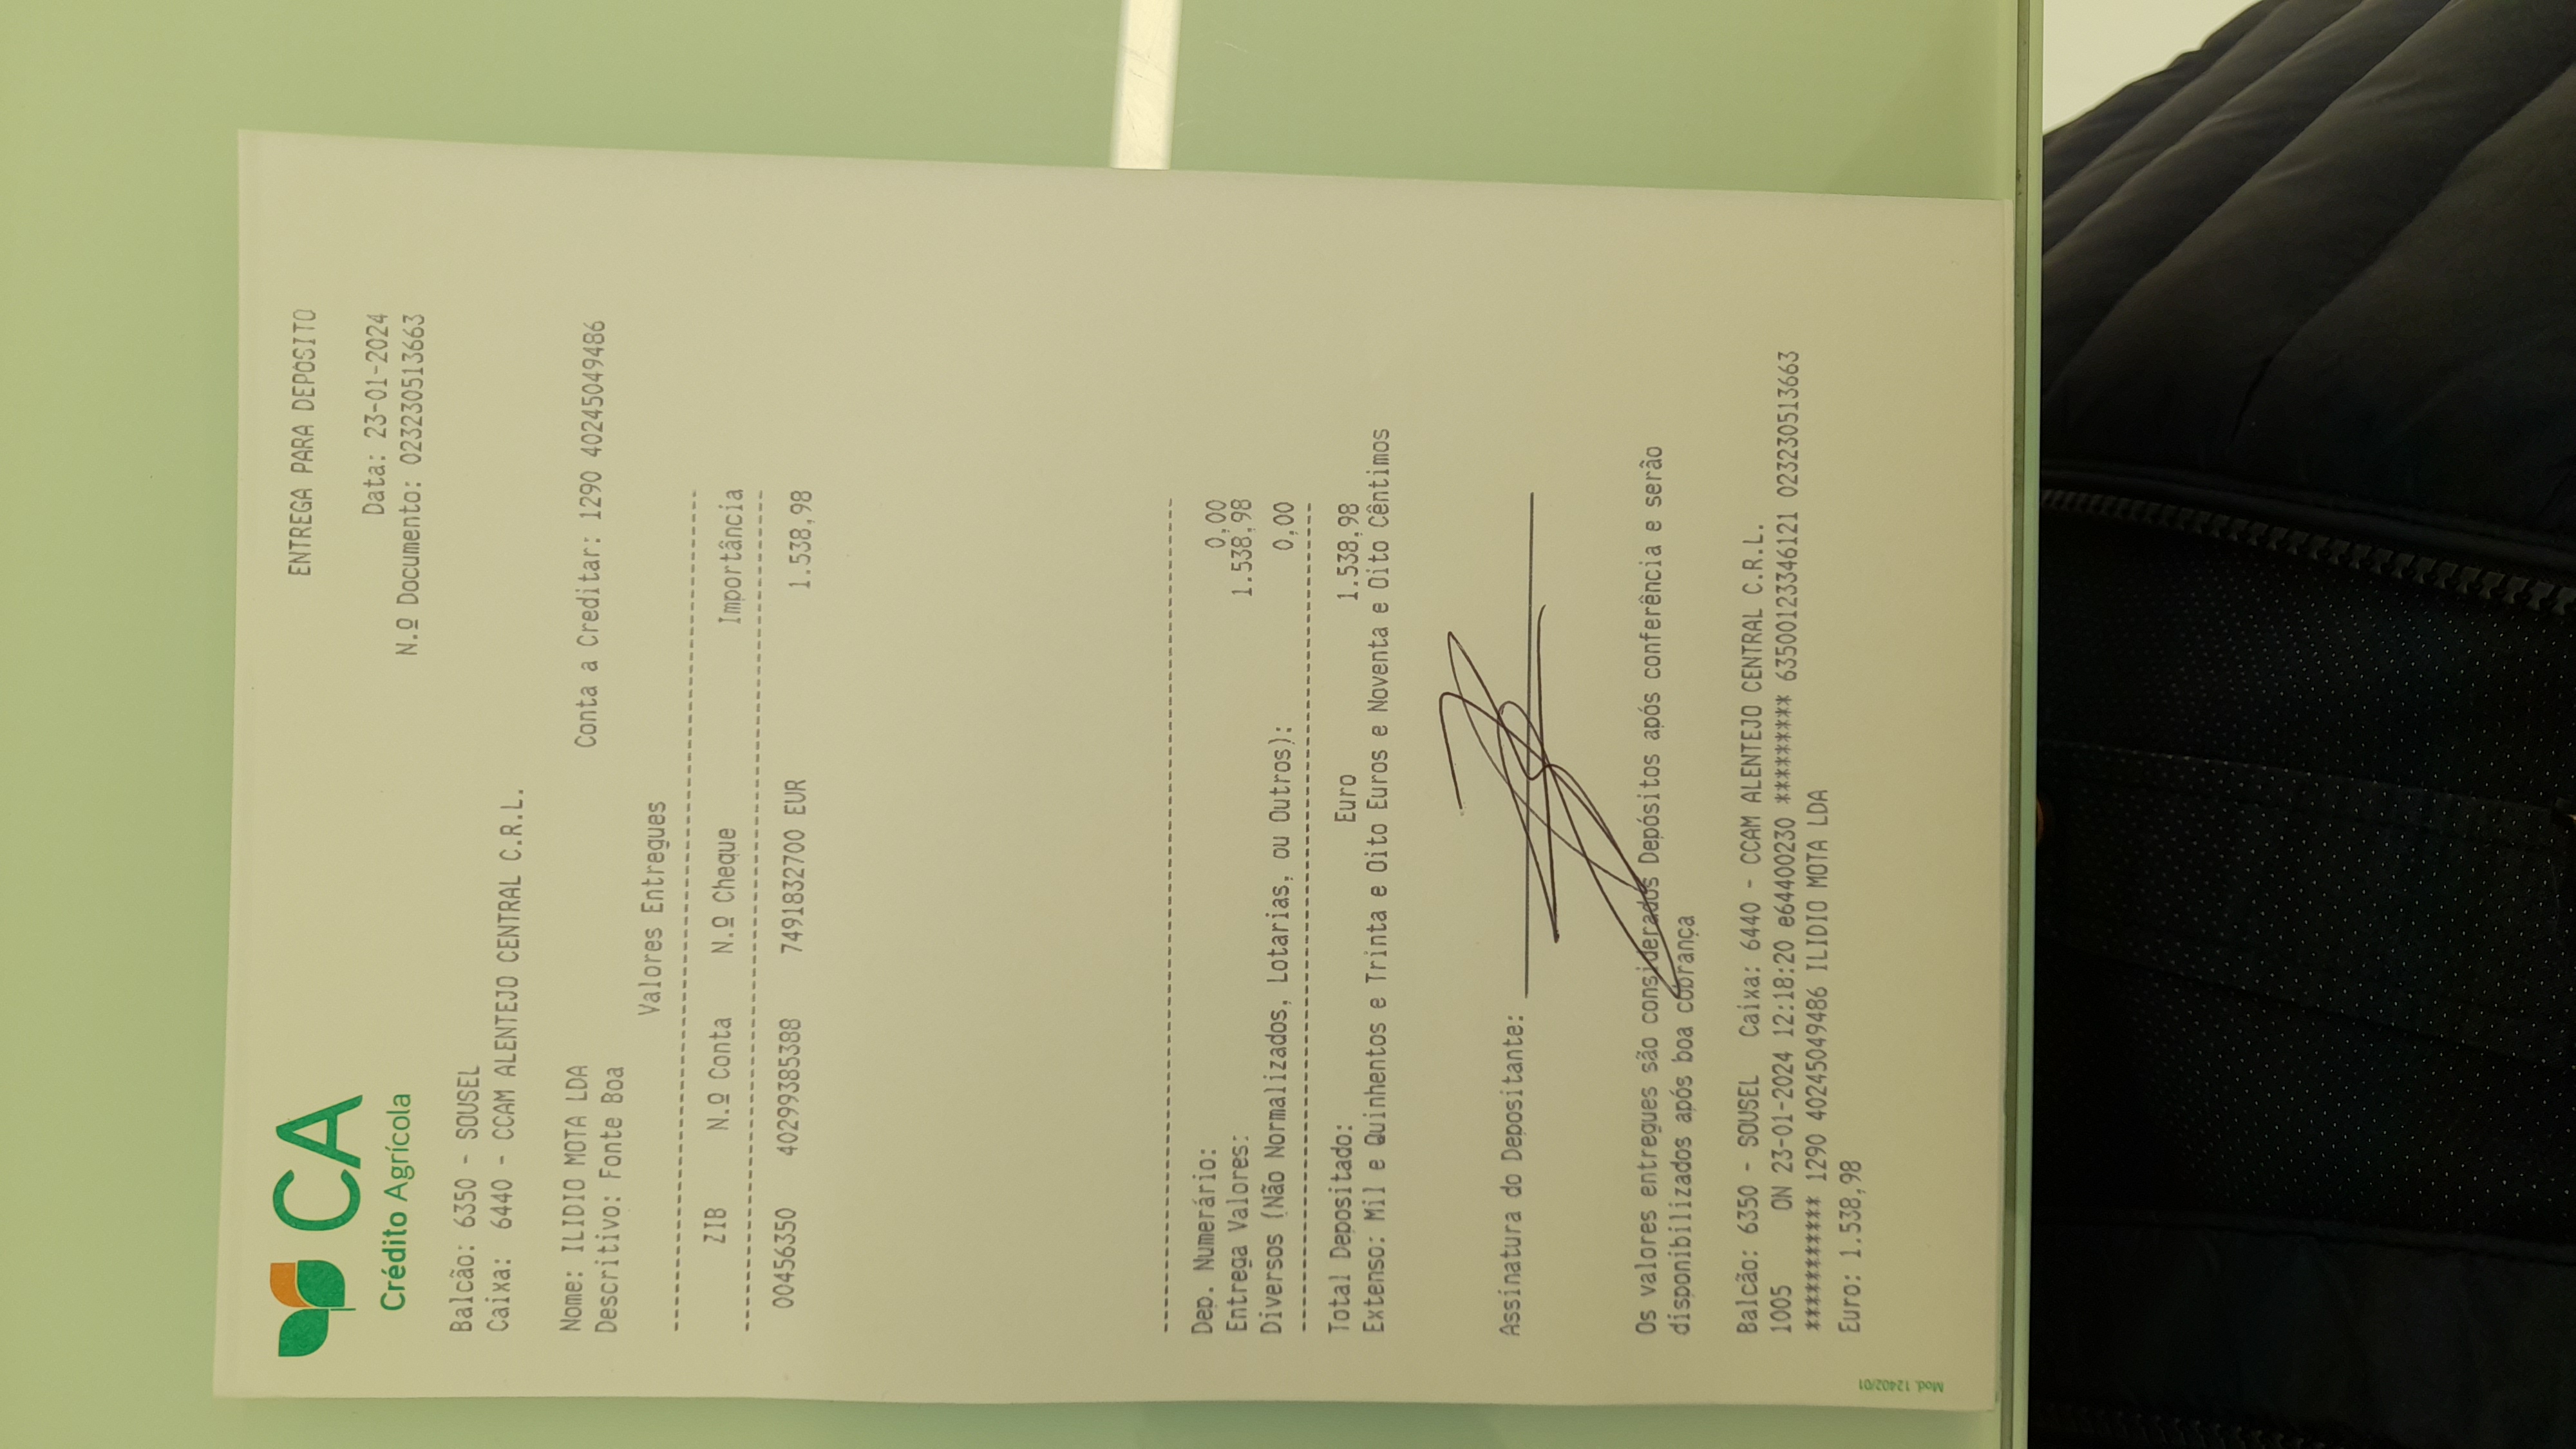 CA
Crédito Agrícola
ENTREGA PARA DEPOSITO
Data: 23-01-2024
N.º Documento: 023230513663
Balcão: 6350 - SOUSEL
Caixa: 6440 - CCAM ALENTEJO CENTRAL C.R.L.
Nome: ILIDIO MOTA LDA
Conta a Creditar: 1290 40245049486
Descritivo: Fonte Boa
Valores Entregues
ZIB N.º Conta N.º Cheque Importância
00456350 40299385388 7491832700 EUR 1.538,98
Dep. Numerário: 0,00
Entrega Valores: 1.538,98
Diversos (Não Normalizados, Lotarias, ou Outros): 0,00
Total Depositado: Euro 1.538,98
Extenso: Mil e Quinhentos e Trinta e Oito Euros e Noventa e Oito Cêntimos
Assinatura do Depositante:
Os valores entregues são considerados Depósitos após conferência e serão
disponibilizados após boa cobrança
Balcão: 6350 - SOUSEL Caixa: 6440 - CCAM ALENTEJO CENTRAL C.R.L.
1005 ON 23-01-2024 12:18:20 e64400230 ********* 63500123346121 023230513663
********** 1290 40245049486 ILIDIO MOTA LDA
Euro: 1.538,98
Mod. 12402/01